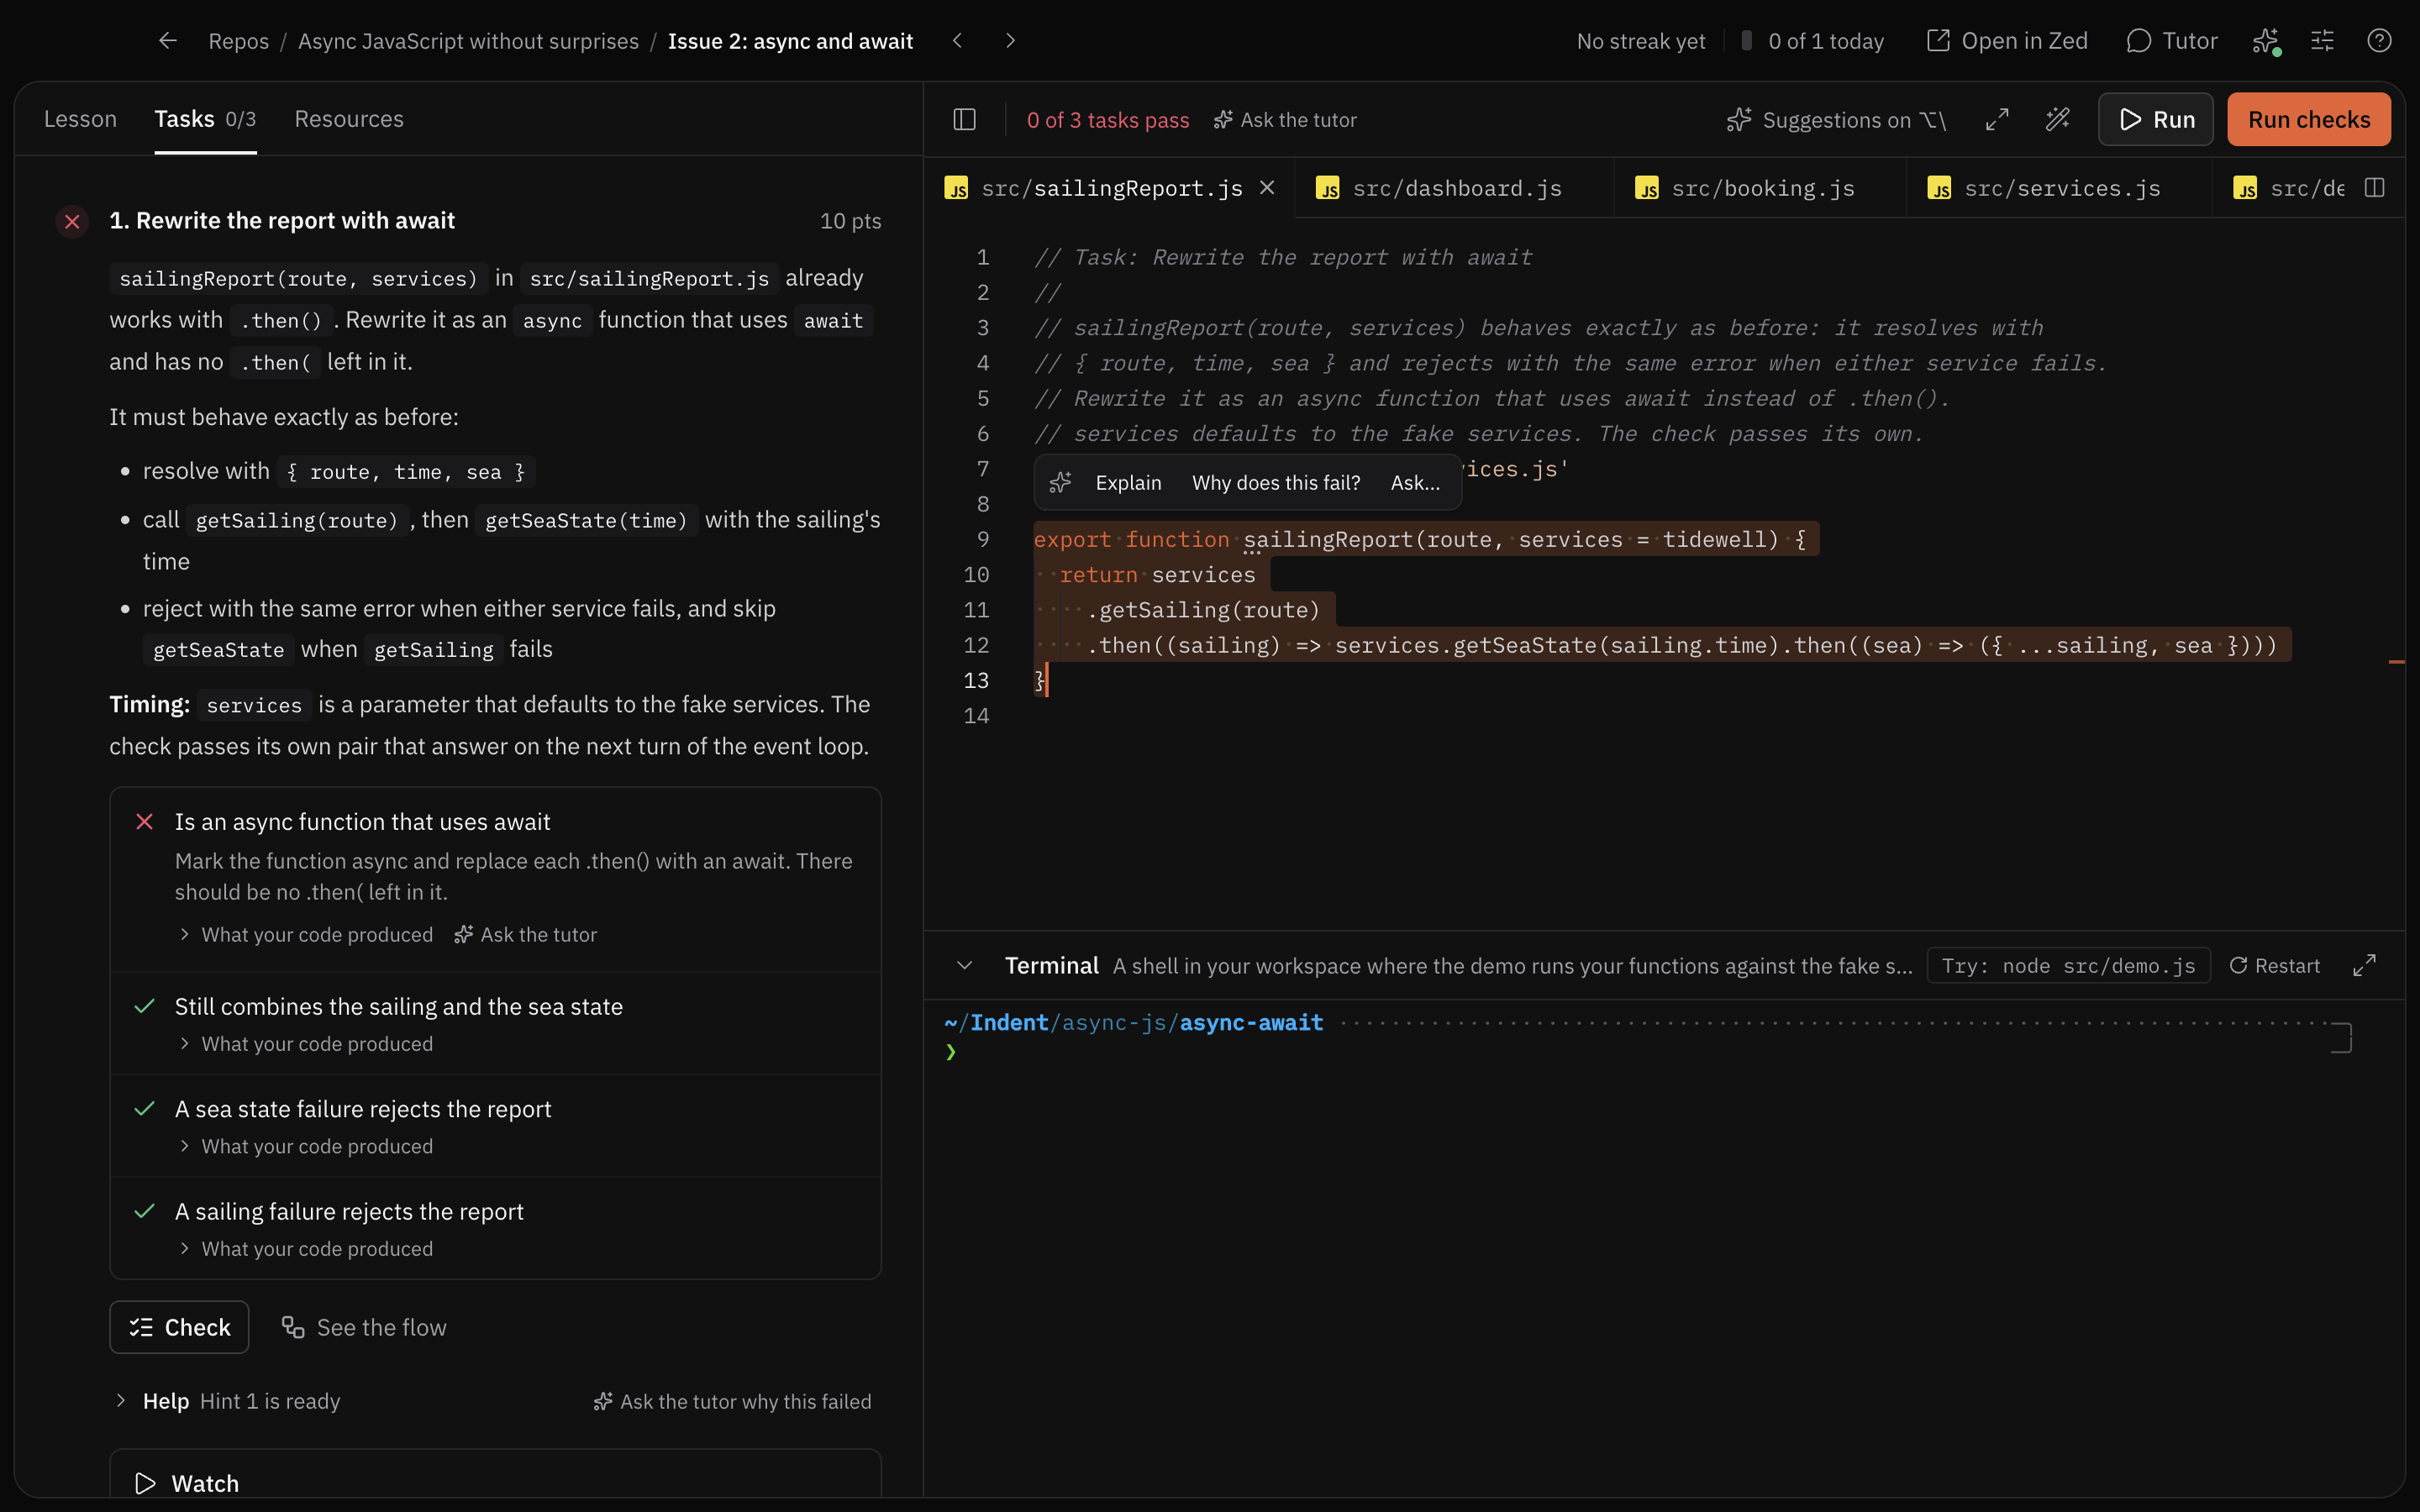 Repos / Async JavaScript without surprises / Issue 2: async and await
No streak yet
0 of 1 today
Open in Zed
Tutor
Lesson
Tasks 0/3
Resources
1. Rewrite the report with await
10 pts
sailingReport(route, services) in src/sailingReport.js already
works with .then() . Rewrite it as an async function that uses await
and has no .then( left in it.
It must behave exactly as before:
• resolve with { route, time, sea }
• call getSailing(route) , then getSeaState(time) with the sailing's
time
• reject with the same error when either service fails, and skip
getSeaState when getSailing fails
Timing: services is a parameter that defaults to the fake services. The
check passes its own pair that answer on the next turn of the event loop.
Is an async function that uses await
Mark the function async and replace each .then() with an await. There
should be no .then( left in it.
What your code produced
Ask the tutor
Still combines the sailing and the sea state
What your code produced
A sea state failure rejects the report
What your code produced
A sailing failure rejects the report
What your code produced
Check
See the flow
Help Hint 1 is ready
Ask the tutor why this failed
Watch
0 of 3 tasks pass
Ask the tutor
Suggestions on ⌥\
Run
Run checks
JS src/sailingReport.js
JS src/dashboard.js
JS src/booking.js
JS src/services.js
JS src/de
1 // Task: Rewrite the report with await
2 //
3 // sailingReport(route, services) behaves exactly as before: it resolves with
4 // { route, time, sea } and rejects with the same error when either service fails.
5 // Rewrite it as an async function that uses await instead of .then().
6 // services defaults to the fake services. The check passes its own.
7 vices.js'
Explain Why does this fail? Ask...
8
9 export function sailingReport(route, services = tidewell) {
10 return services
11 .getSailing(route)
12 .then((sailing) => services.getSeaState(sailing.time).then((sea) => ({ ...sailing, sea })))
13 }
14
Terminal A shell in your workspace where the demo runs your functions against the fake s...
Try: node src/demo.js
Restart
~/Indent/async-js/async-await
❯